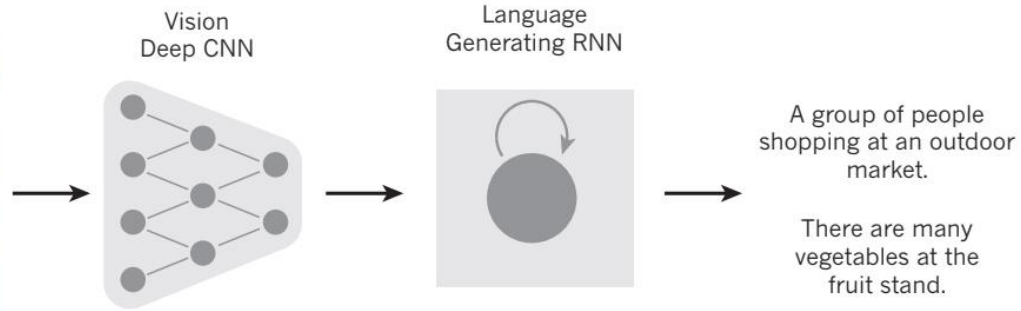 Vision
Deep CNN
Language
Generating RNN
A group of people
shopping at an outdoor
market.
There are many
vegetables at the
fruit stand.